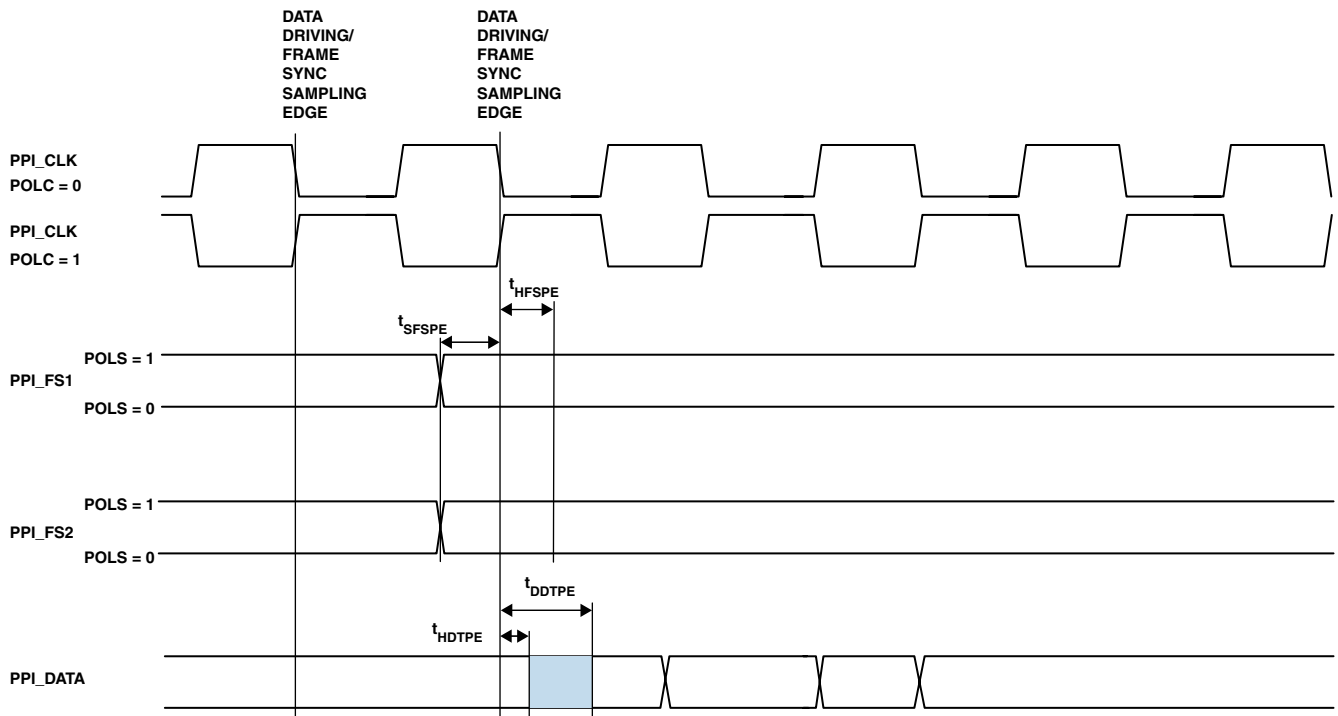 DATA
DRIVING/
FRAME
SYNC
SAMPLING
EDGE
DATA
DRIVING/
FRAME
SYNC
SAMPLING
EDGE
PPI_CLK
POLC = 0
PPI_CLK
POLC = 1
tHFSPE
tSFSPE
POLS = 1
PPI_FS1
POLS = 0
POLS = 1
PPI_FS2
POLS = 0
tDDTPE
tHDTPE
PPI_DATA